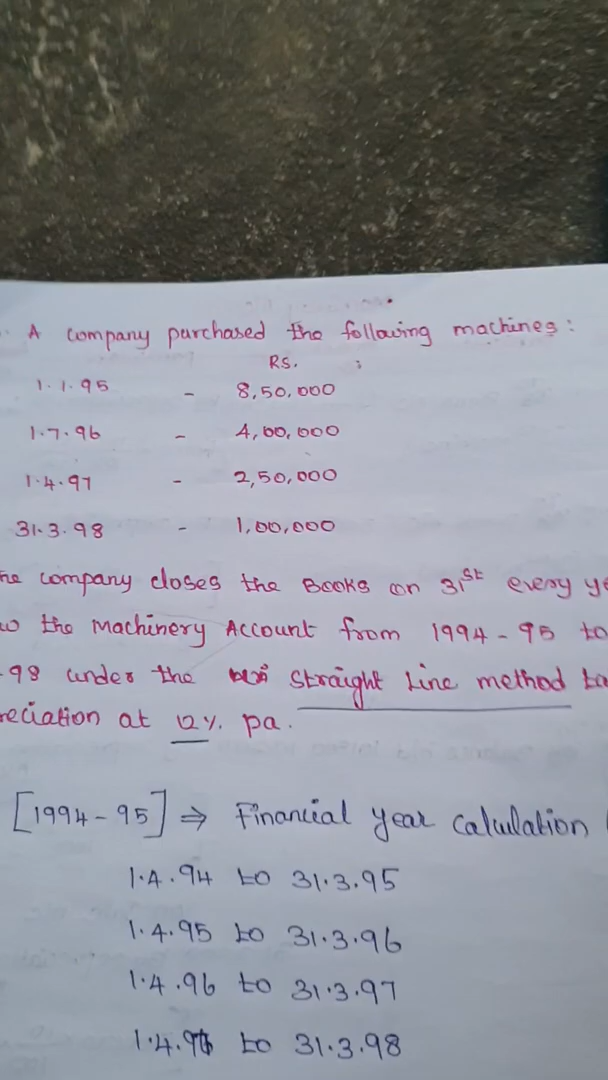 A company purchased the following machines:
RS.
1.1.95 - 8,50,000
1.7.96 - 4,00,000
1.4.97 - 2,50,000
31.3.98 - 1,00,000
he company closes the Books on 31st every ye
w the Machinery Account from 1994-95 to
-98 under the Straight Line method ta
reciation at 12% pa.
[1994-95] ⇒ Financial year calculation
1.4.94 to 31.3.95
1.4.95 to 31.3.96
1.4.96 to 31.3.97
to 31.3.98